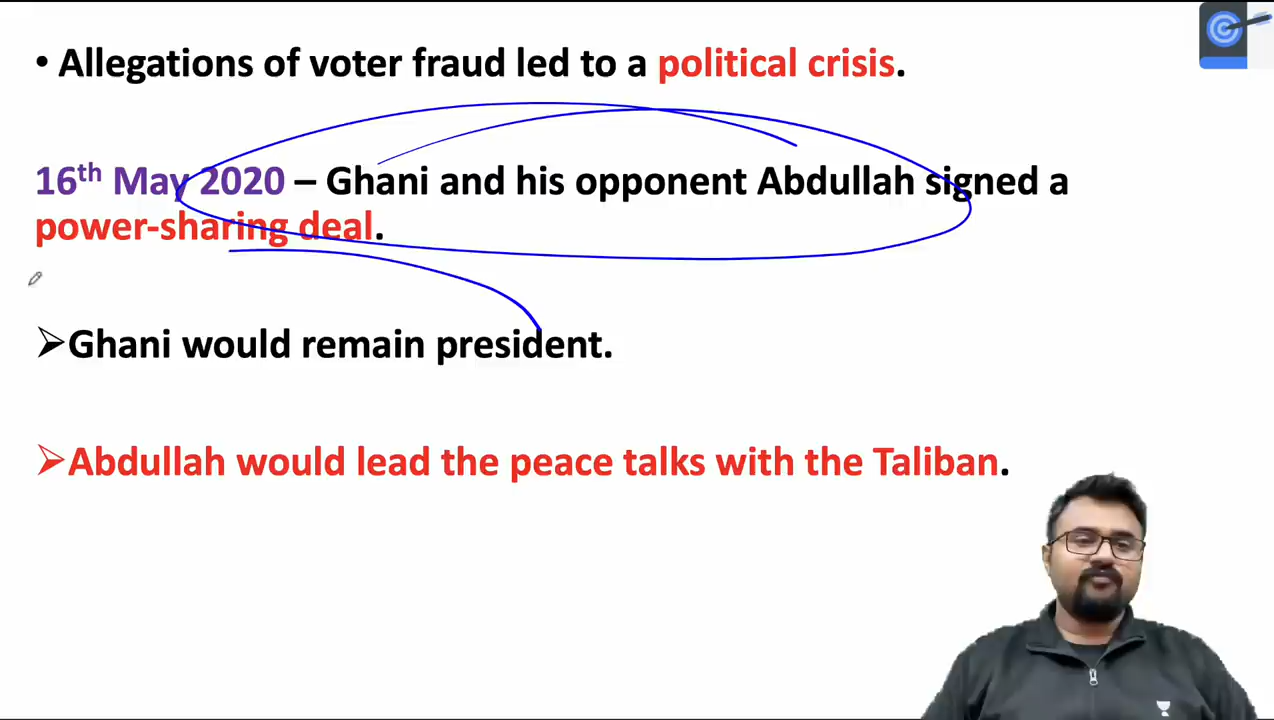 • Allegations of voter fraud led to a political crisis.
16th May 2020 – Ghani and his opponent Abdullah signed a
power-sharing deal.
➢Ghani would remain president.
➢Abdullah would lead the peace talks with the Taliban.